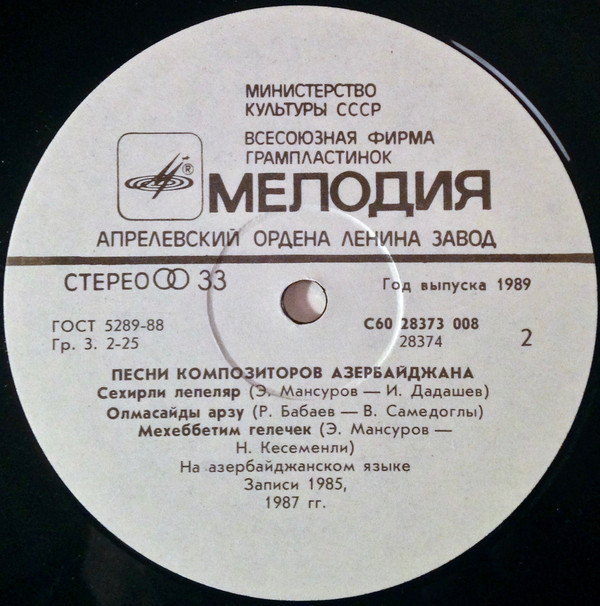 МИНИСТЕРСТВО
КУЛЬТУРЫ СССР
ВСЕСОЮЗНАЯ ФИРМА
ГРАМПЛАСТИНОК
®
МЕЛОДИЯ
АПРЕЛЕВСКИЙ ОРДЕНА ЛЕНИНА ЗАВОД
СТЕРЕО 33
Год выпуска 1989
ГОСТ 5289-88
Гр. 3. 2-25
С60 28373 008
28374
2
ПЕСНИ КОМПОЗИТОРОВ АЗЕРБАЙДЖАНА
Сехирли лепеляр (Э. Мансуров — И. Дадашев)
Олмасайды арзу (Р. Бабаев — В. Самедоглы)
Мехеббетим гелечек (Э. Мансуров —
Н. Кесеменли)
На азербайджанском языке
Записи 1985,
1987 гг.